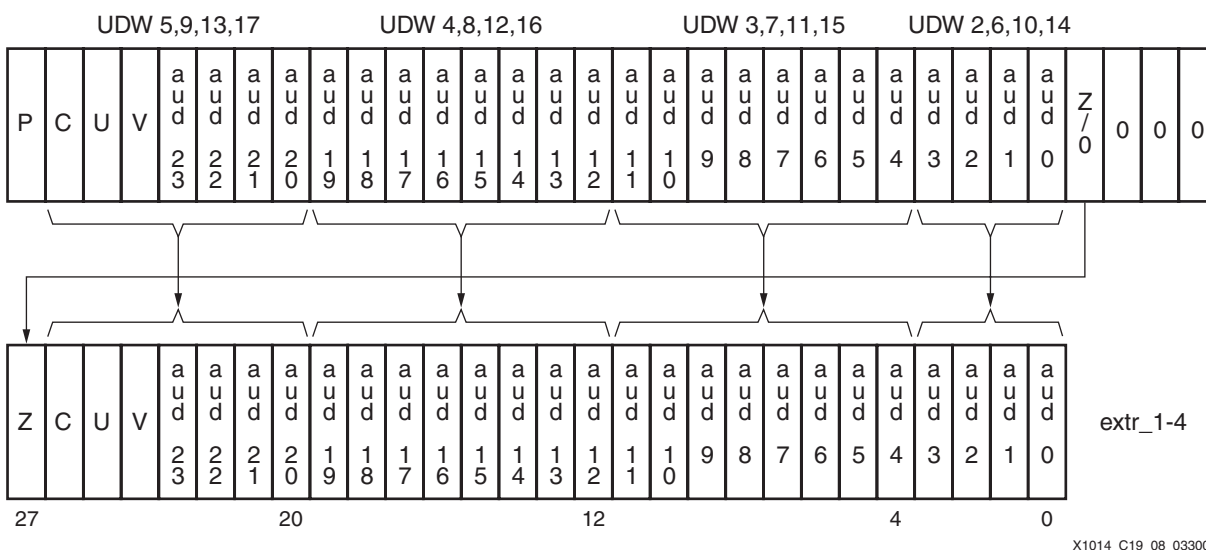 UDW 5,9,13,17 UDW 4,8,12,16 UDW 3,7,11,15 UDW 2,6,10,14
P C U V aud 23 aud 22 aud 21 aud 20 aud 19 aud 18 aud 17 aud 16 aud 15 aud 14 aud 13 aud 12 aud 11 aud 10 aud 9 aud 8 aud 7 aud 6 aud 5 aud 4 aud 3 aud 2 aud 1 aud 0 Z/0 0 0 0
Z C U V aud 23 aud 22 aud 21 aud 20 aud 19 aud 18 aud 17 aud 16 aud 15 aud 14 aud 13 aud 12 aud 11 aud 10 aud 9 aud 8 aud 7 aud 6 aud 5 aud 4 aud 3 aud 2 aud 1 aud 0 extr_1-4
27 20 12 4 0
X1014_C19_08_03300